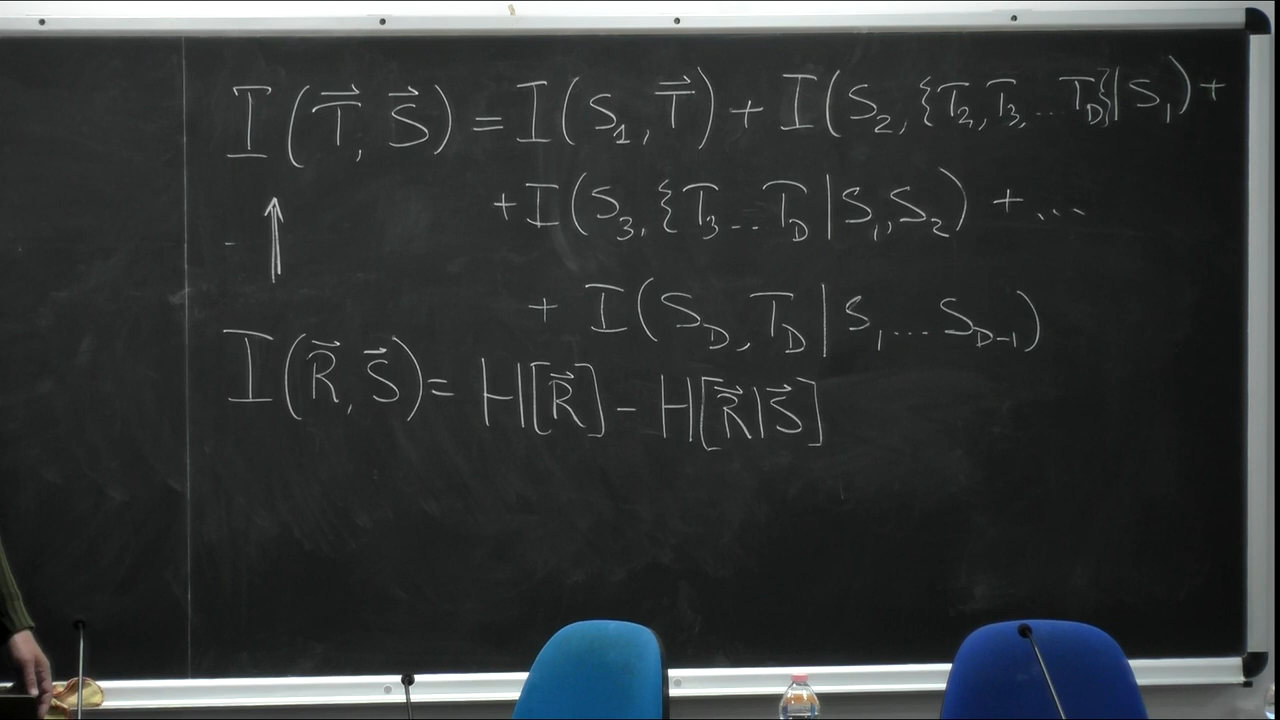 I(T⃗, S⃗) = I(S₁, T⃗) + I(S₂, {T₂, T₃, ... T_D} | S₁) +
+ I(S₃, {T₃ ... T_D | S₁, S₂) + ...
+ I(S_D, T_D | S₁, ... S_{D-1})
I(R⃗, S⃗) = H[R⃗] - H[R⃗|S⃗]